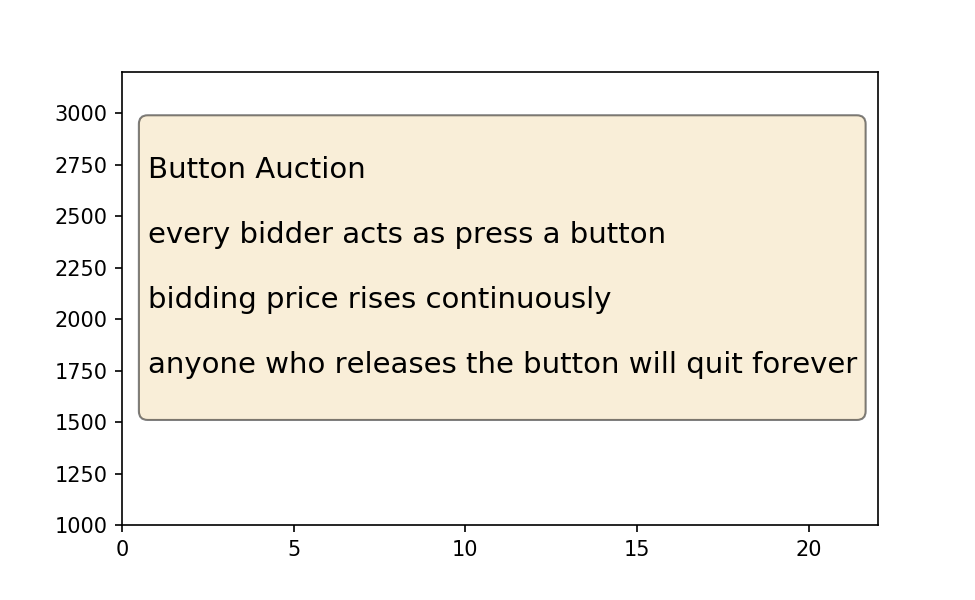 3000
2750
2500
2250
2000
1750
1500
1250
1000
Button Auction
every bidder acts as press a button
bidding price rises continuously
anyone who releases the button will quit forever
0 5 10 15 20